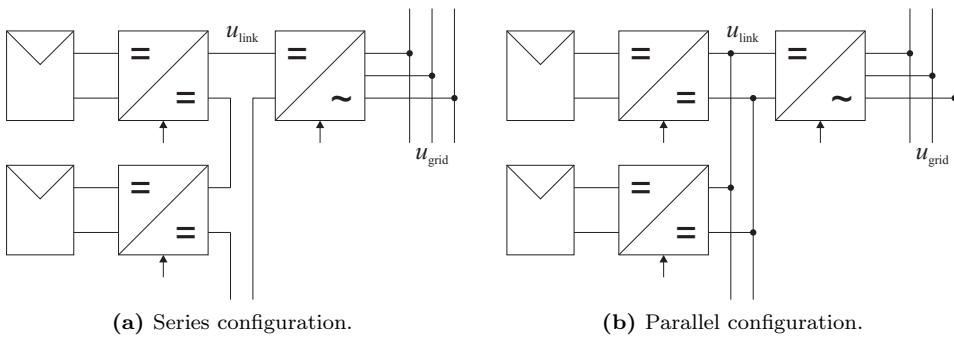 u_link
u_grid
(a) Series configuration.
u_link
u_grid
(b) Parallel configuration.